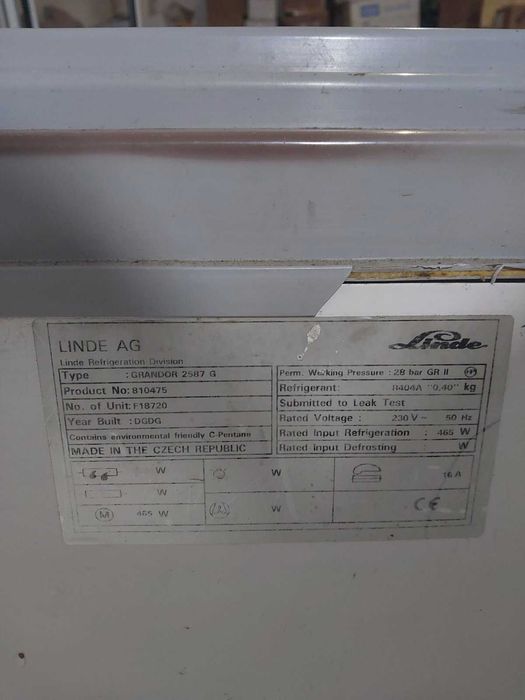 LINDE AG
Linde
Linde Refrigeration Division
Type : GRANDOR 2587 G
Product No: 810475
No. of Unit: F18720
Year Built : DGDG
Contains environmental friendly C-Pentane
MADE IN THE CZECH REPUBLIC
Perm. Working Pressure : 28 bar GR II
Refrigerant: R404A "0,40" kg
Submitted to Leak Test
Rated Voltage : 230 V ~ 50 Hz
Rated Input Refrigeration : 465 W
Rated Input Defrosting W
W W 16 A
W
M 465 W W CE